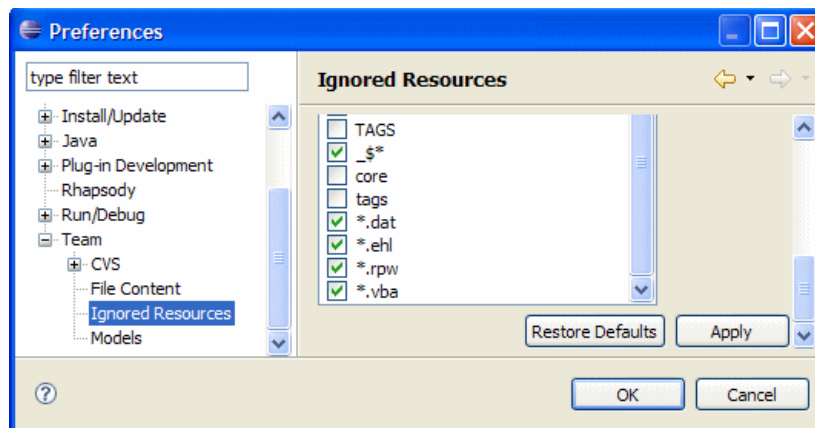 Preferences
type filter text
Install/Update
Java
Plug-in Development
Rhapsody
Run/Debug
Team
CVS
File Content
Ignored Resources
Models
Ignored Resources
TAGS
_$*
core
tags
*.dat
*.ehl
*.rpw
*.vba
Restore Defaults
Apply
OK
Cancel